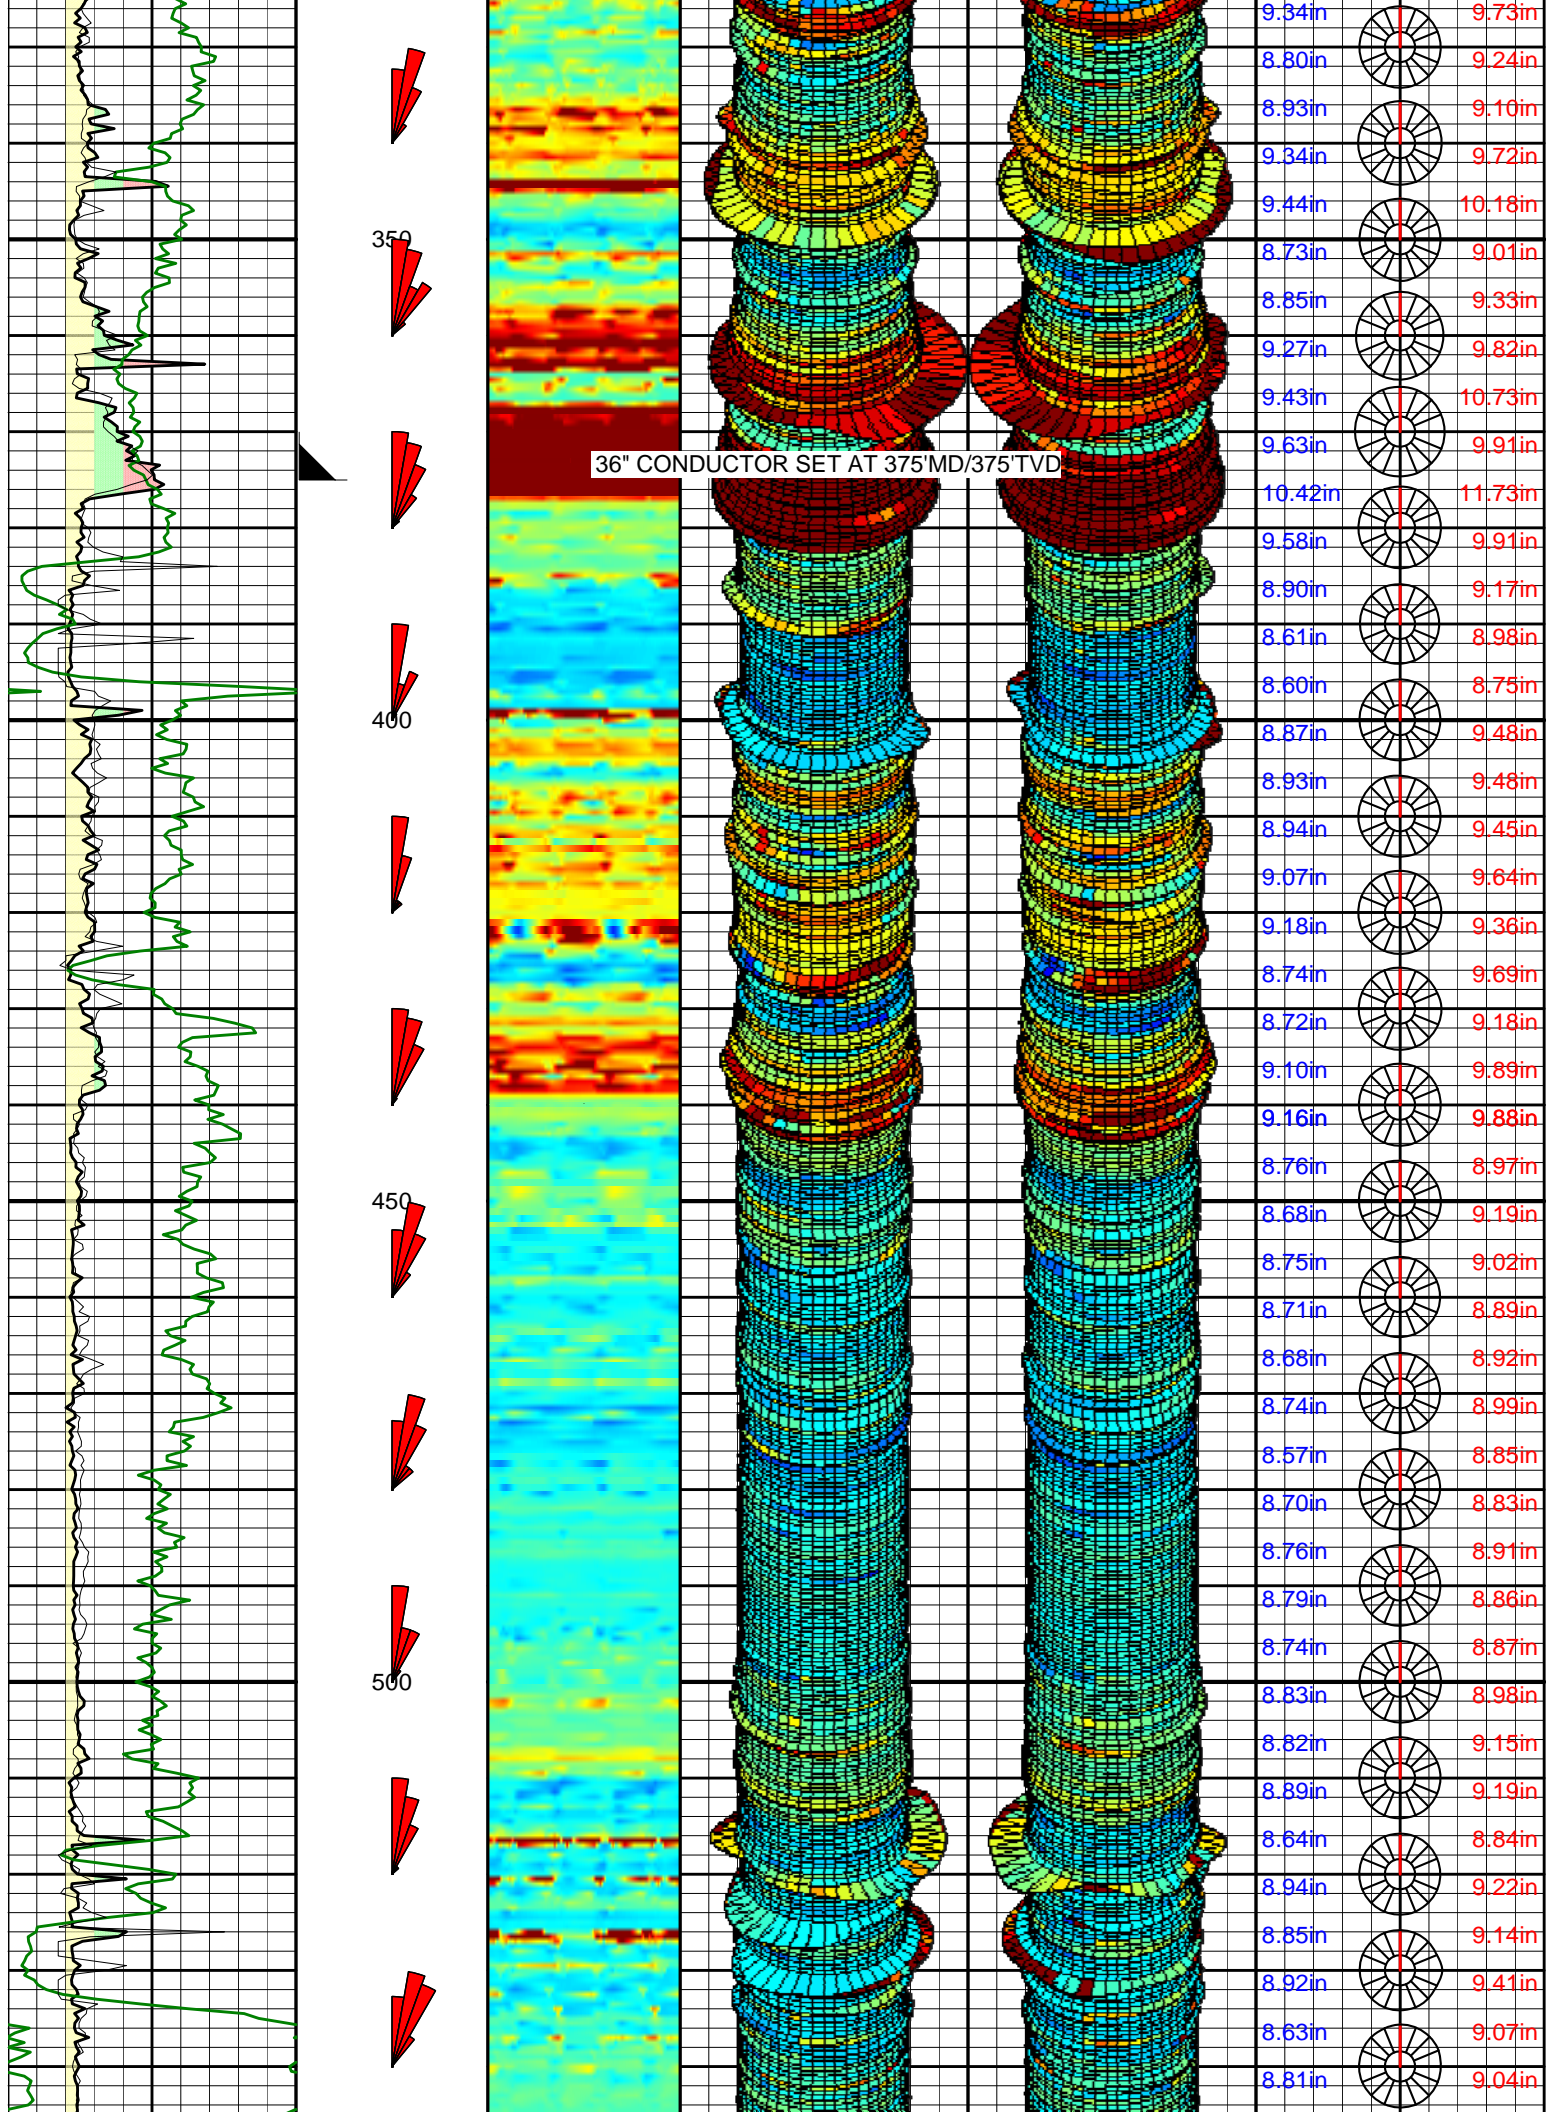 9.34in 9.73in
8.80in 9.24in
8.93in 9.10in
9.34in 9.72in
9.44in 10.18in
350
8.73in 9.01in
8.85in 9.33in
9.27in 9.82in
9.43in 10.73in
9.63in 9.91in
36" CONDUCTOR SET AT 375'MD/375'TVD
10.42in 11.73in
9.58in 9.91in
8.90in 9.17in
8.61in 8.98in
8.60in 8.75in
400
8.87in 9.48in
8.93in 9.48in
8.94in 9.45in
9.07in 9.64in
9.18in 9.36in
8.74in 9.69in
8.72in 9.18in
9.10in 9.89in
9.16in 9.88in
8.76in 8.97in
450
8.68in 9.19in
8.75in 9.02in
8.71in 8.89in
8.68in 8.92in
8.74in 8.99in
8.57in 8.85in
8.70in 8.83in
8.76in 8.91in
8.79in 8.86in
8.74in 8.87in
500
8.83in 8.98in
8.82in 9.15in
8.89in 9.19in
8.64in 8.84in
8.94in 9.22in
8.85in 9.14in
8.92in 9.41in
8.63in 9.07in
8.81in 9.04in